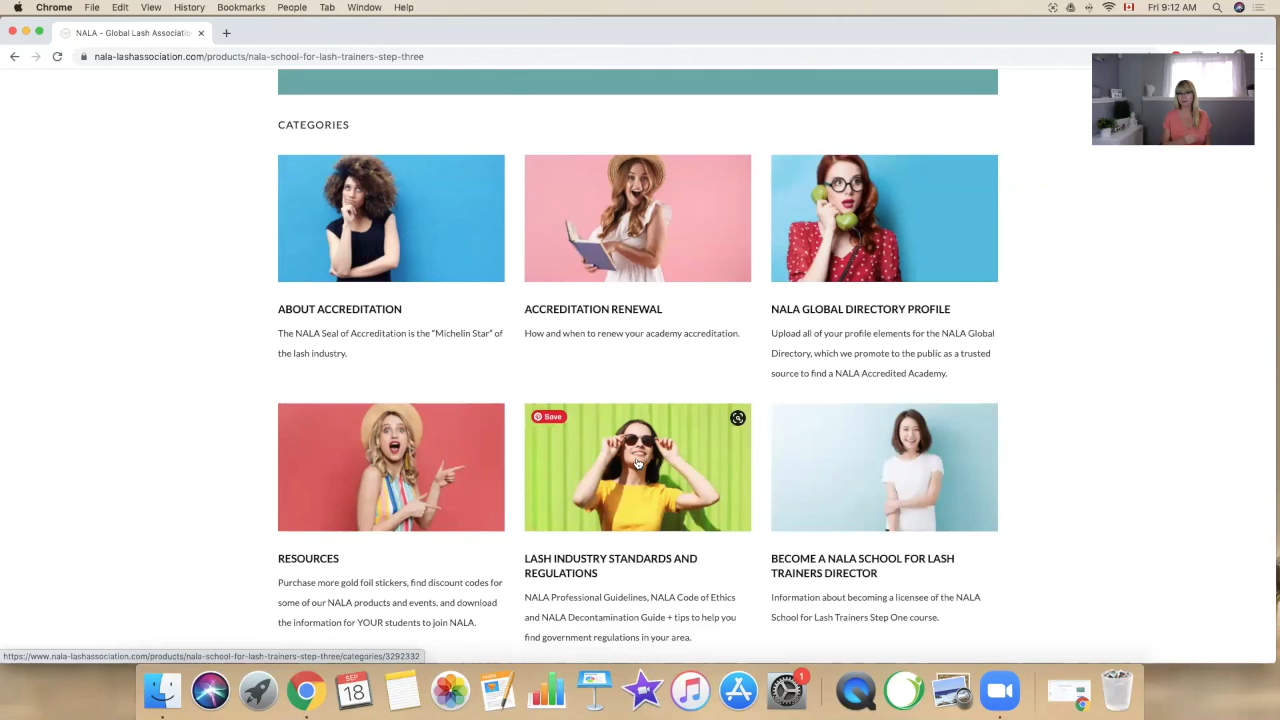 Chrome File Edit View History Bookmarks People Tab Window Help
Fri 9:12 AM
NALA - Global Lash Associatio
nala-lashassociation.com/products/nala-school-for-lash-trainers-step-three
CATEGORIES
ABOUT ACCREDITATION
The NALA Seal of Accreditation is the "Michelin Star" of
the lash industry.
ACCREDITATION RENEWAL
How and when to renew your academy accreditation.
NALA GLOBAL DIRECTORY PROFILE
Upload all of your profile elements for the NALA Global
Directory, which we promote to the public as a trusted
source to find a NALA Accredited Academy.
Save
RESOURCES
Purchase more gold foil stickers, find discount codes for
some of our NALA products and events, and download
the information for YOUR students to join NALA.
LASH INDUSTRY STANDARDS AND
REGULATIONS
NALA Professional Guidelines, NALA Code of Ethics
and NALA Decontamination Guide + tips to help you
find government regulations in your area.
BECOME A NALA SCHOOL FOR LASH
TRAINERS DIRECTOR
Information about becoming a licensee of the NALA
School for Lash Trainers Step One course.
https://www.nala-lashassociation.com/products/nala-school-for-lash-trainers-step-three/categories/3292332
SEP
18
1